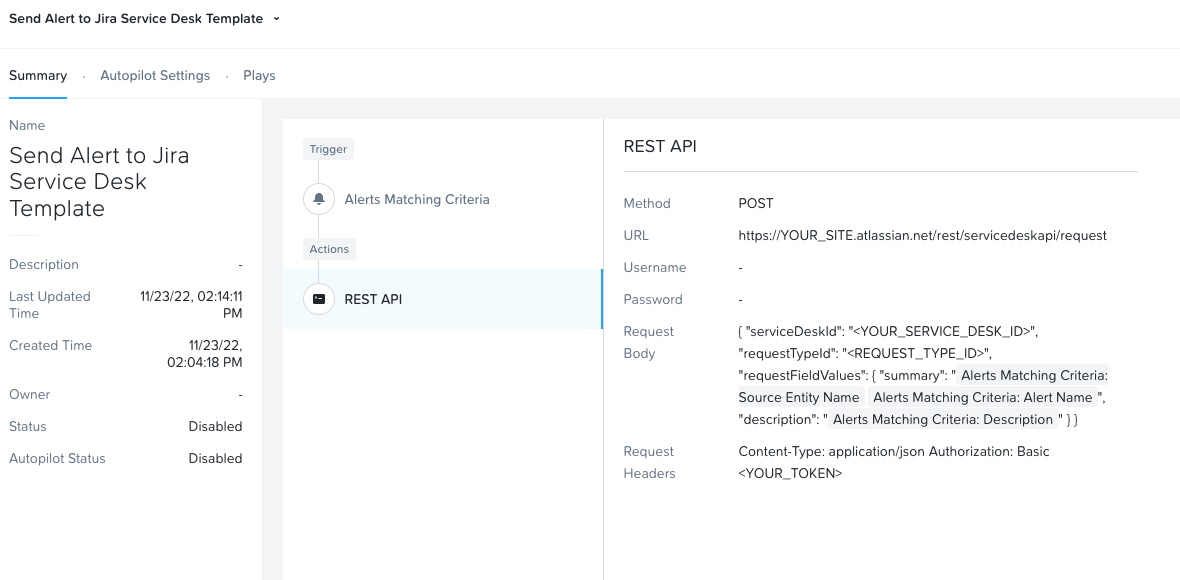 Send Alert to Jira Service Desk Template
Summary · Autopilot Settings · Plays
Name
Send Alert to Jira
Service Desk
Template
Description -
Last Updated Time 11/23/22, 02:14:11 PM
Created Time 11/23/22, 02:04:18 PM
Owner -
Status Disabled
Autopilot Status Disabled
Trigger
Alerts Matching Criteria
Actions
REST API
REST API
Method POST
URL https://YOUR_SITE.atlassian.net/rest/servicedeskapi/request
Username -
Password -
Request Body
{ "serviceDeskId": "<YOUR_SERVICE_DESK_ID>",
"requestTypeId": "<REQUEST_TYPE_ID>",
"requestFieldValues": { "summary": " Alerts Matching Criteria:
Source Entity Name Alerts Matching Criteria: Alert Name ",
"description": " Alerts Matching Criteria: Description " } }
Request Headers
Content-Type: application/json Authorization: Basic
<YOUR_TOKEN>